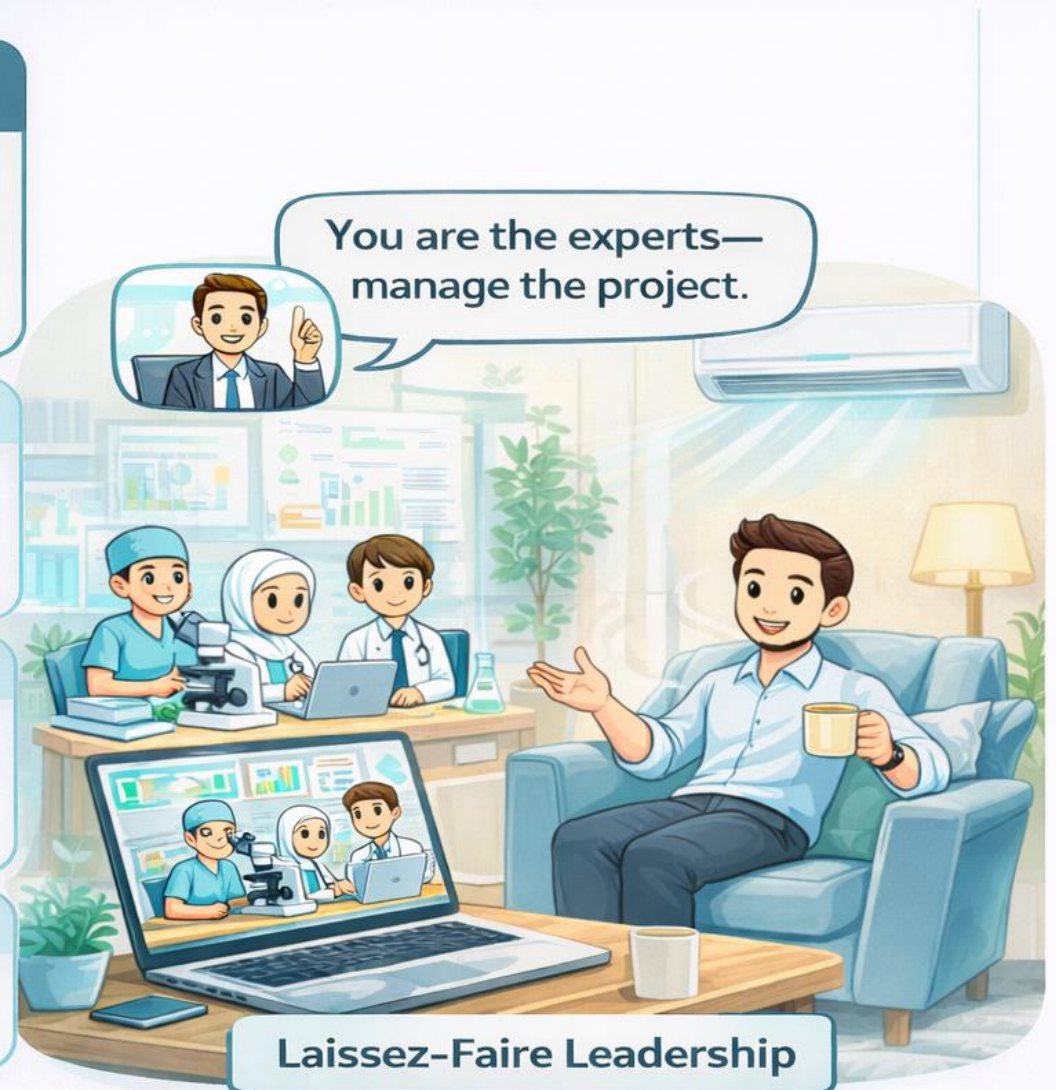 You are the experts—
manage the project.
Laissez-Faire Leadership